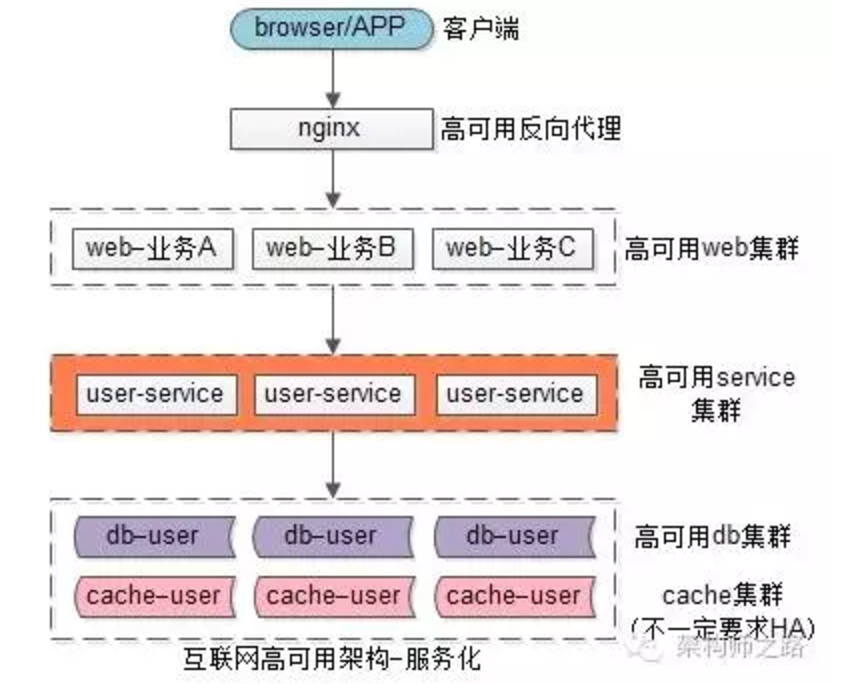 browser/APP 客户端
nginx 高可用反向代理
web-业务A web-业务B web-业务C 高可用web集群
user-service user-service user-service 高可用service
集群
db-user db-user db-user 高可用db集群
cache-user cache-user cache-user cache集群
(不一定要求HA)
架构师之路
互联网高可用架构-服务化